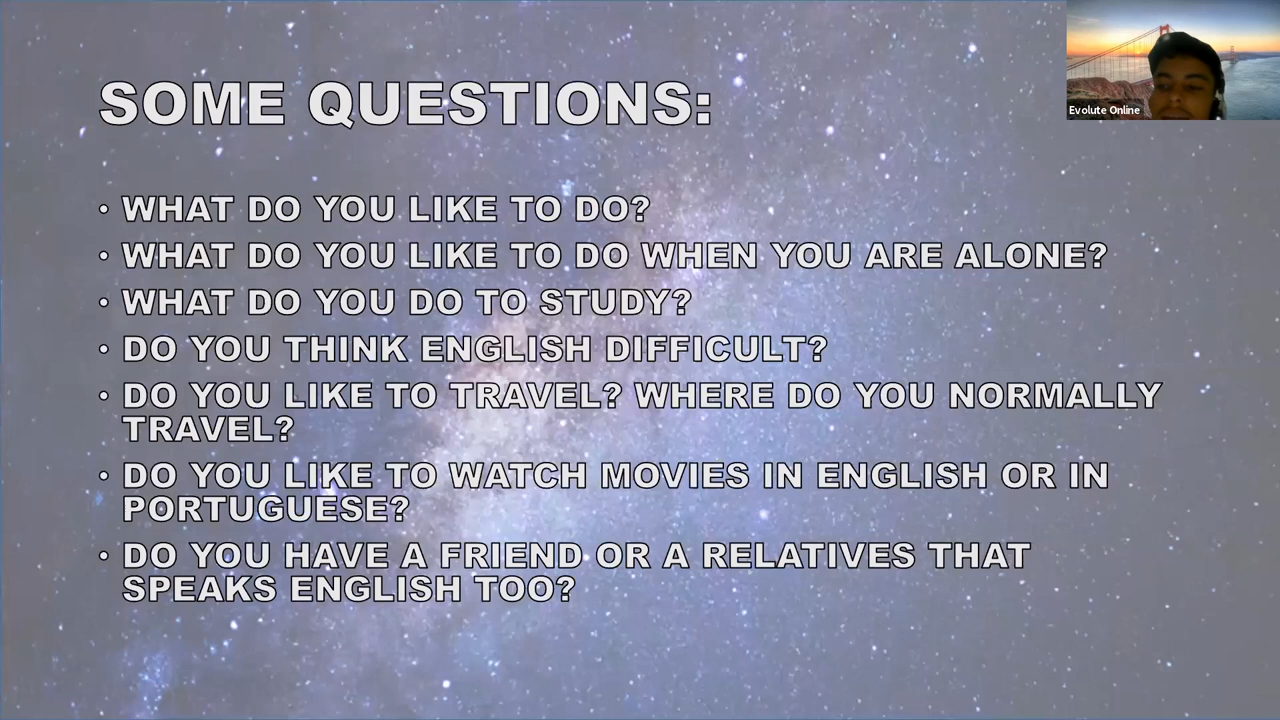 Evolute Online
SOME QUESTIONS:
• WHAT DO YOU LIKE TO DO?
• WHAT DO YOU LIKE TO DO WHEN YOU ARE ALONE?
• WHAT DO YOU DO TO STUDY?
• DO YOU THINK ENGLISH DIFFICULT?
• DO YOU LIKE TO TRAVEL? WHERE DO YOU NORMALLY
TRAVEL?
• DO YOU LIKE TO WATCH MOVIES IN ENGLISH OR IN
PORTUGUESE?
• DO YOU HAVE A FRIEND OR A RELATIVES THAT
SPEAKS ENGLISH TOO?